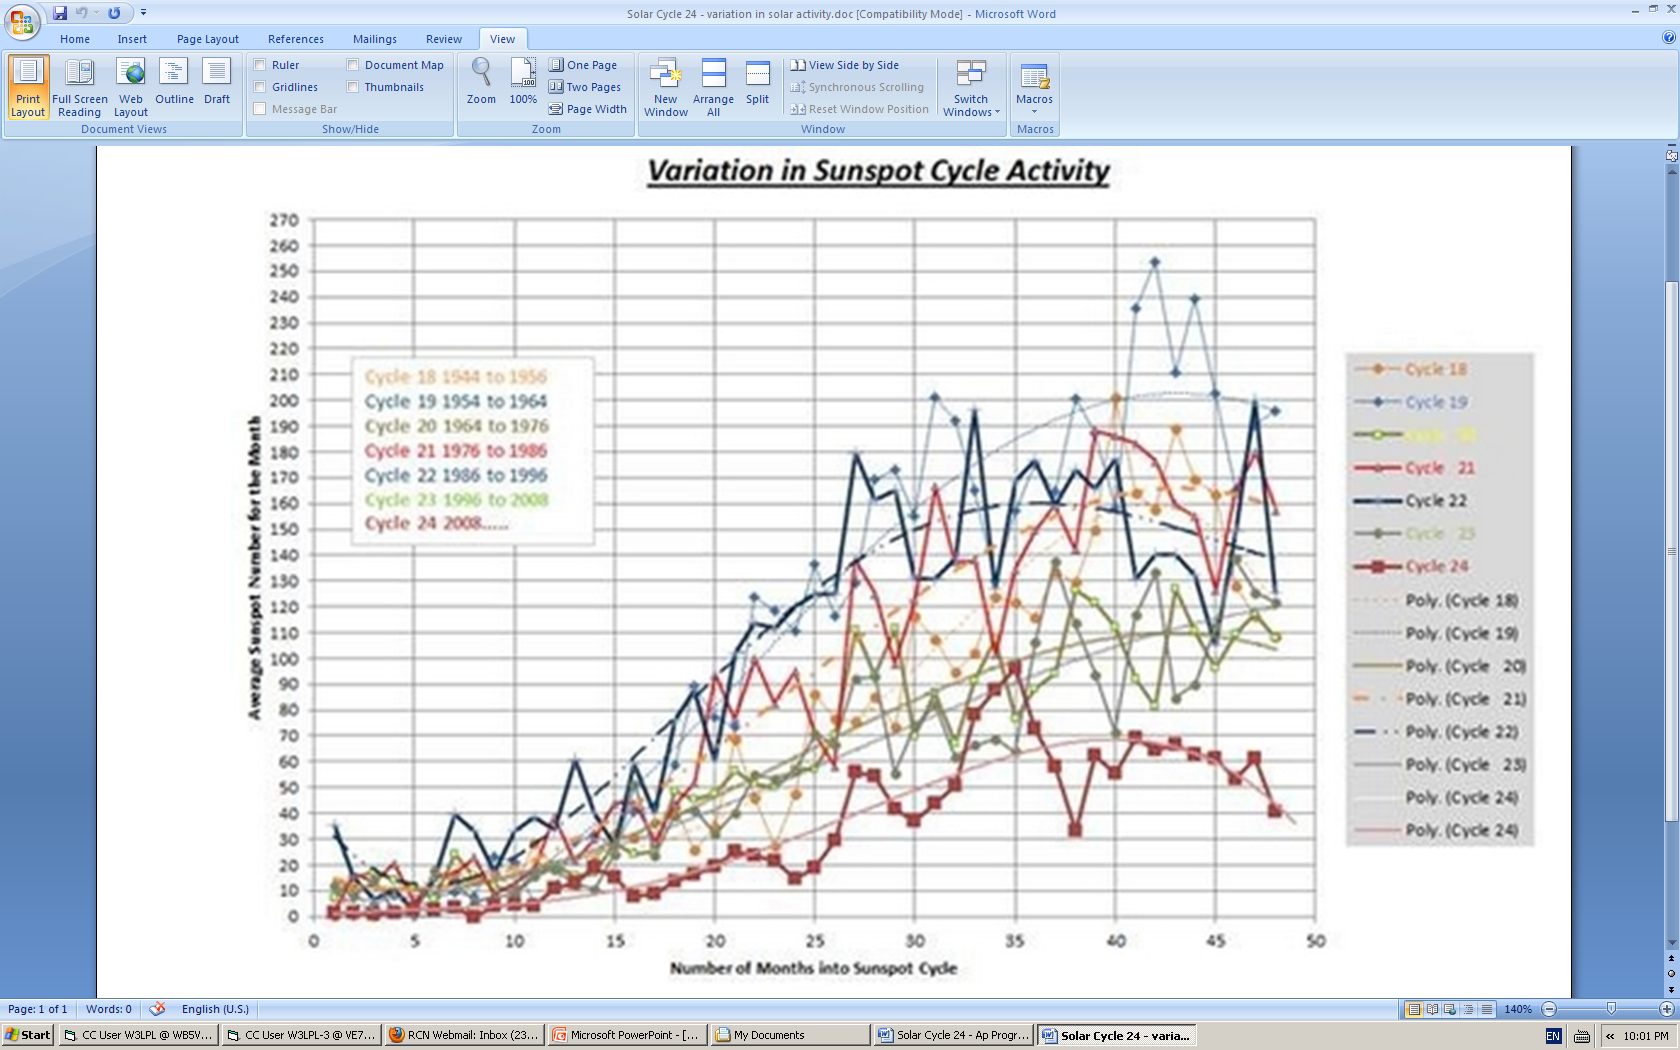 Solar Cycle 24 - variation in solar activity.doc [Compatibility Mode] - Microsoft Word
Home Insert Page Layout References Mailings Review View
Print Layout
Full Screen Reading
Web Layout
Outline
Draft
Document Views
Ruler
Gridlines
Message Bar
Document Map
Thumbnails
Show/Hide
Zoom
100%
One Page
Two Pages
Page Width
Zoom
New Window
Arrange All
Split
View Side by Side
Synchronous Scrolling
Reset Window Position
Switch Windows
Window
Macros
Macros
Variation in Sunspot Cycle Activity
270
260
250
240
230
220
210
200
190
180
170
160
150
140
130
120
110
100
90
80
70
60
50
40
30
20
10
0
Average Sunspot Number for the Month
Cycle 18 1944 to 1956
Cycle 19 1954 to 1964
Cycle 20 1964 to 1976
Cycle 21 1976 to 1986
Cycle 22 1986 to 1996
Cycle 23 1996 to 2008
Cycle 24 2008.....
0 5 10 15 20 25 30 35 40 45 50
Number of Months into Sunspot Cycle
Cycle 18
Cycle 19
Cycle 21
Cycle 22
Cycle 23
Cycle 24
Poly. (Cycle 18)
Poly. (Cycle 19)
Poly. (Cycle 20)
Poly. (Cycle 21)
Poly. (Cycle 22)
Poly. (Cycle 23)
Poly. (Cycle 24)
Poly. (Cycle 24)
Page: 1 of 1 Words: 0 English (U.S.) 140%
Start CC User W3LPL @ WB5V... CC User W3LPL-3 @ VE7... RCN Webmail: Inbox (23... Microsoft PowerPoint - [... My Documents Solar Cycle 24 - Ap Progr... Solar Cycle 24 - varia... EN « 10:01 PM